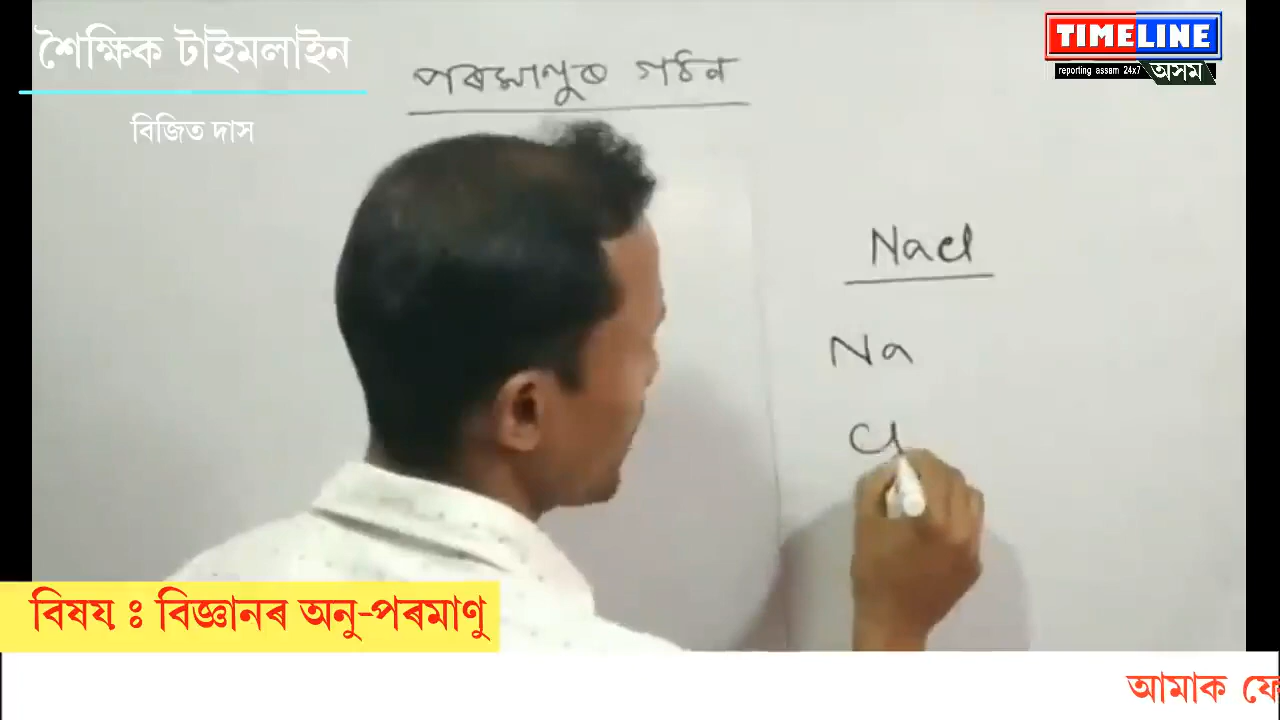 শৈক্ষিক টাইমলাইন
বিজিত দাস
TIMELINE
reporting assam 24x7 অসম
পৰমাণুৰ গঠন
NaCl
Na
Cl
বিষয় ঃ বিজ্ঞানৰ অনু-পৰমাণু
আমাক